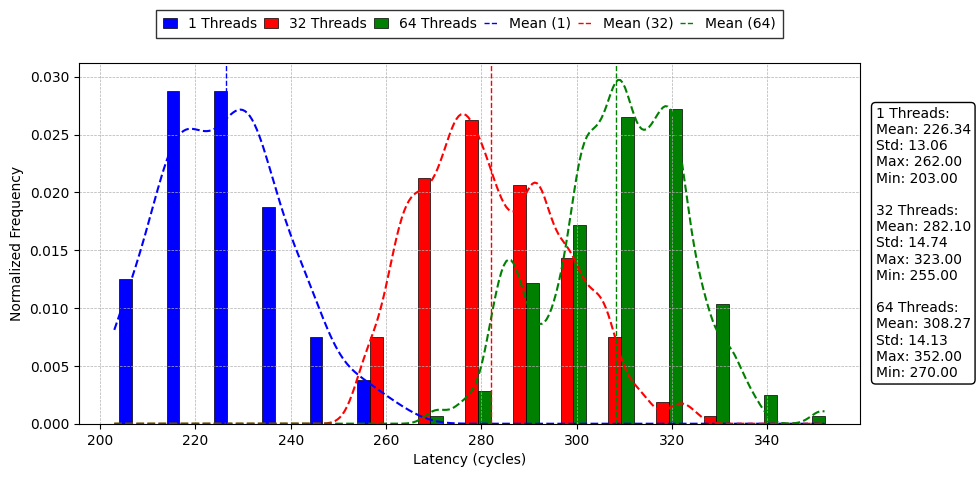 1 Threads 32 Threads 64 Threads Mean (1) Mean (32) Mean (64)
0.030
0.025
0.020
0.015
0.010
0.005
0.000
Normalized Frequency
200 220 240 260 280 300 320 340
Latency (cycles)
1 Threads:
Mean: 226.34
Std: 13.06
Max: 262.00
Min: 203.00
32 Threads:
Mean: 282.10
Std: 14.74
Max: 323.00
Min: 255.00
64 Threads:
Mean: 308.27
Std: 14.13
Max: 352.00
Min: 270.00